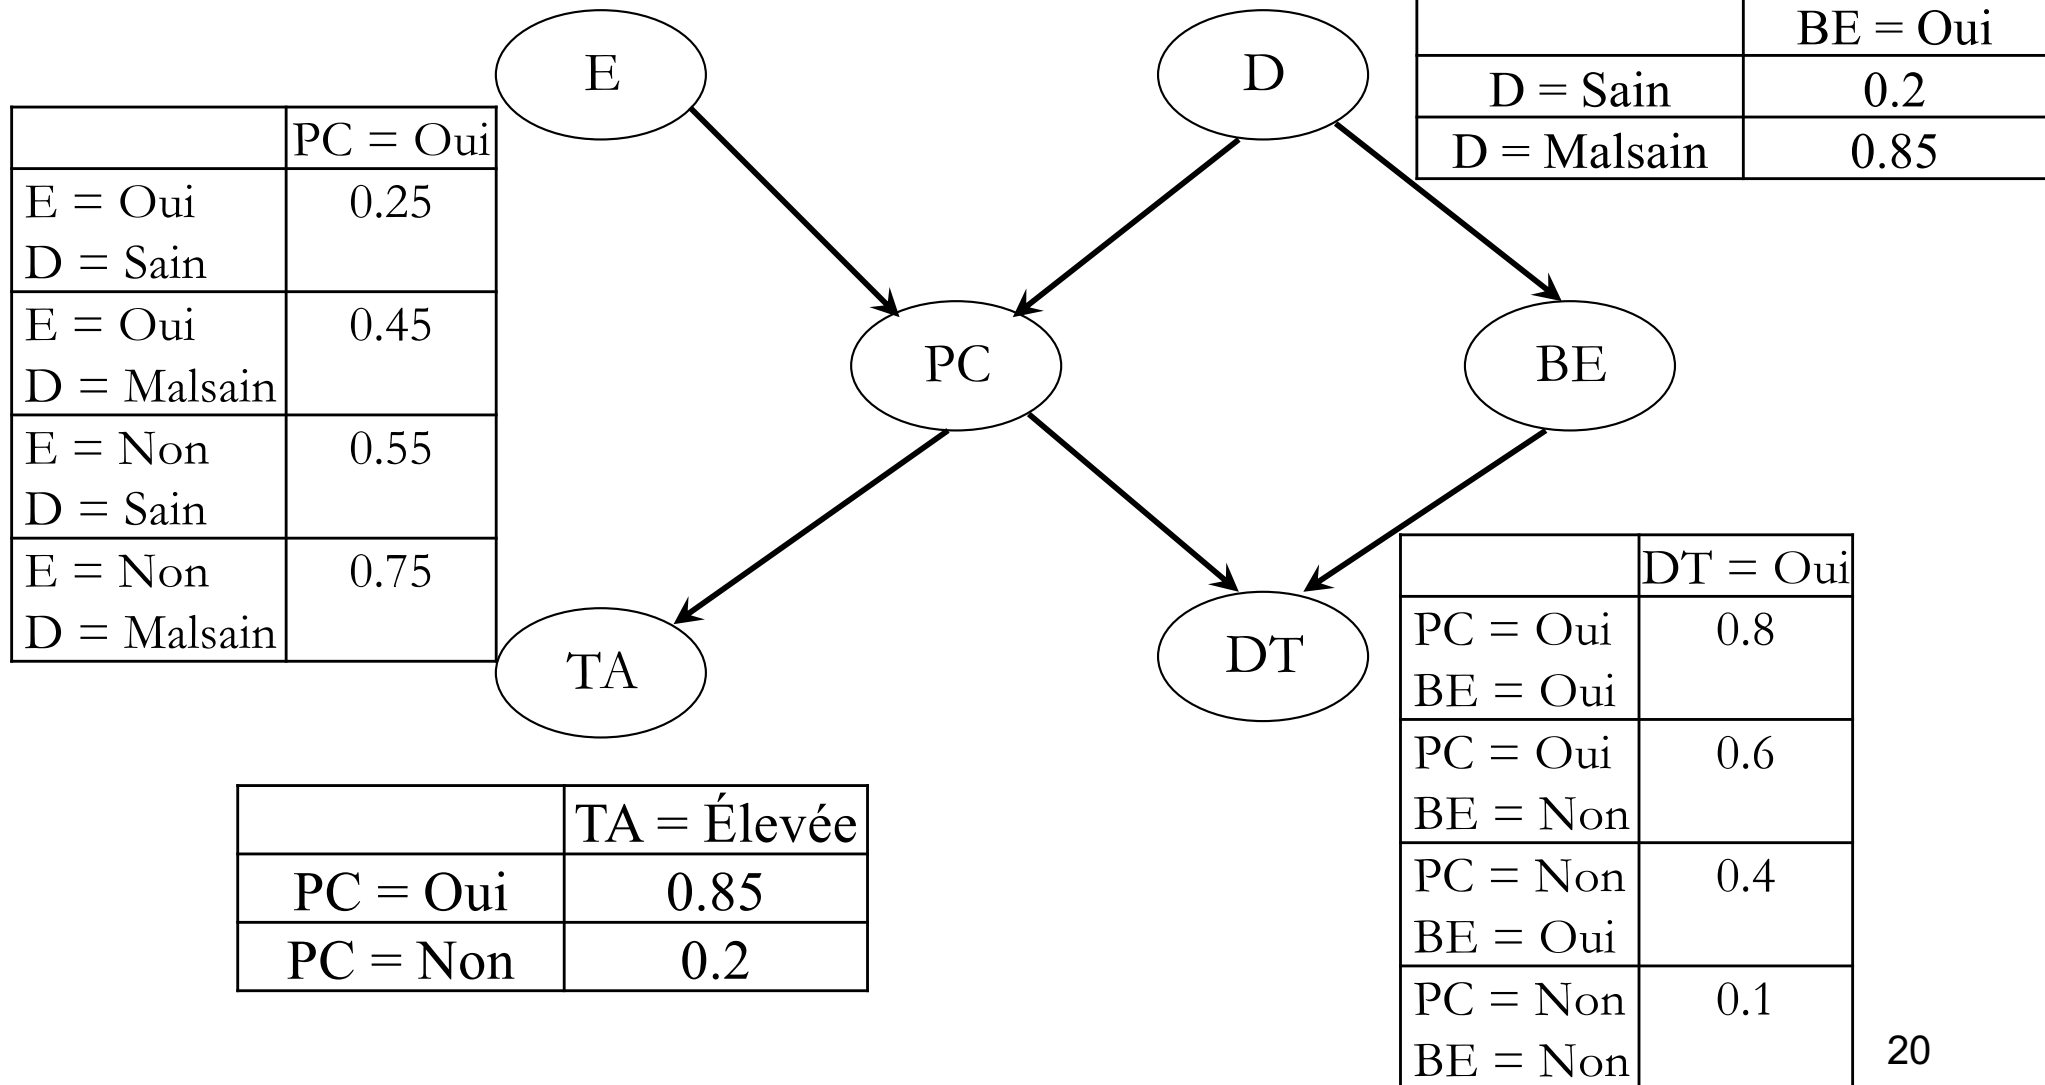 E
D
BE = Oui
D = Sain 0.2
D = Malsain 0.85
PC = Oui
E = Oui 0.25
D = Sain
E = Oui 0.45
D = Malsain
E = Non 0.55
D = Sain
E = Non 0.75
D = Malsain
PC
BE
TA
DT
DT = Oui
PC = Oui 0.8
BE = Oui
PC = Oui 0.6
BE = Non
PC = Non 0.4
BE = Oui
PC = Non 0.1
BE = Non
TA = Élevée
PC = Oui 0.85
PC = Non 0.2
20